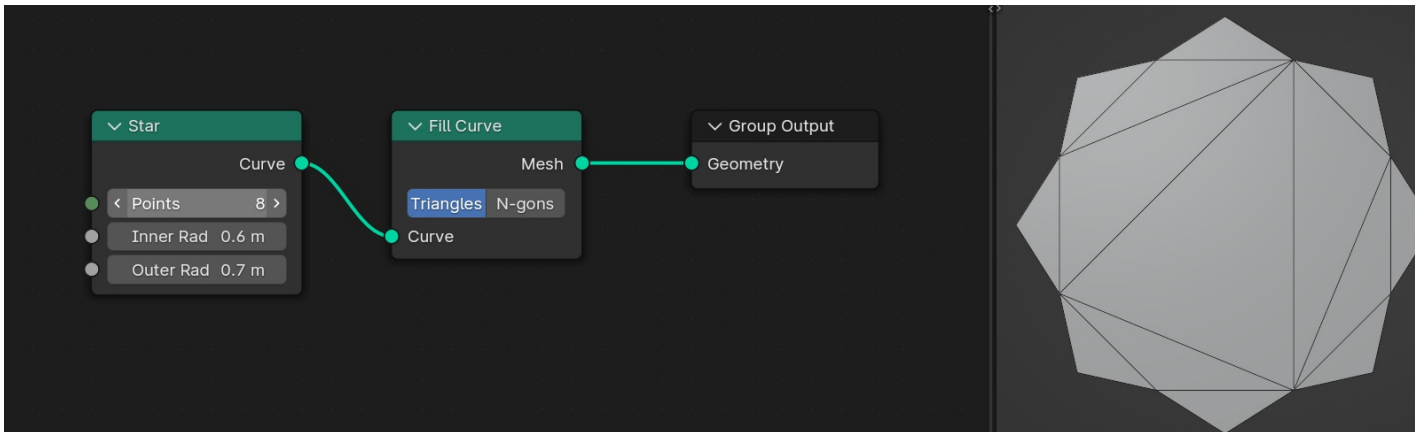 Star
Curve
Points 8
Inner Rad 0.6 m
Outer Rad 0.7 m
Fill Curve
Mesh
Triangles N-gons
Curve
Group Output
Geometry